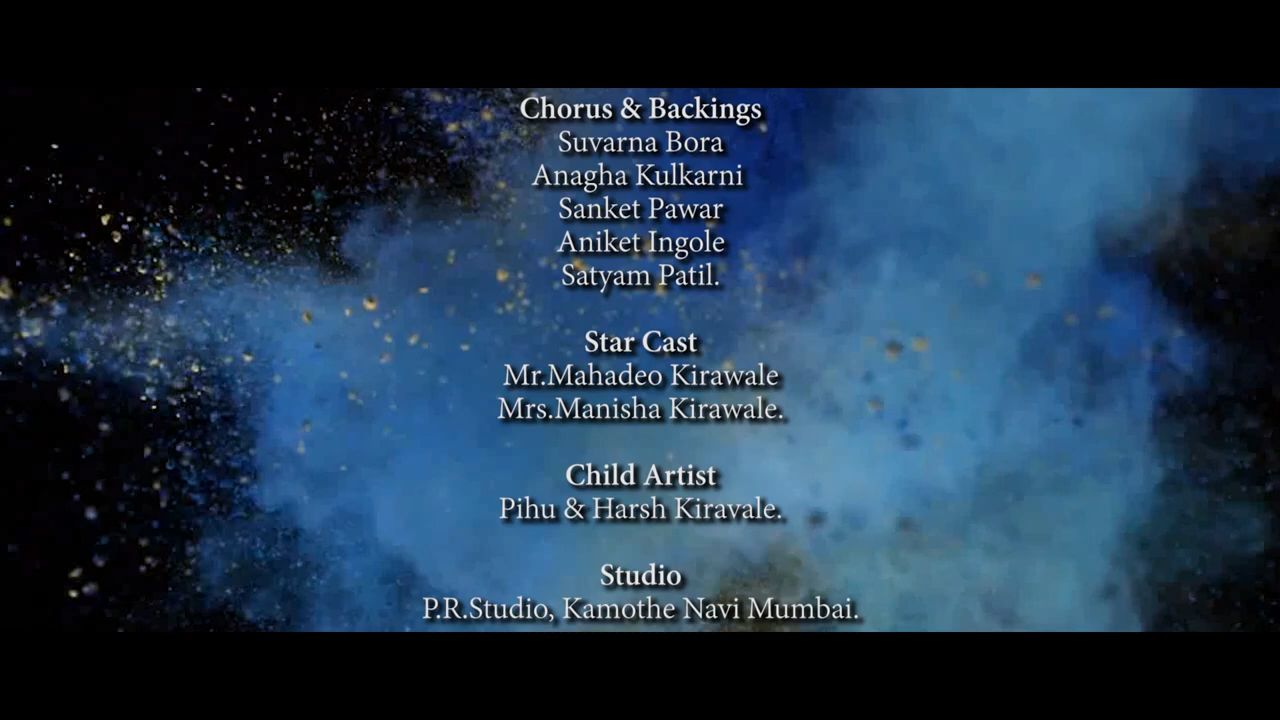 Chorus & Backings
Suvarna Bora
Anagha Kulkarni
Sanket Pawar
Aniket Ingole
Satyam Patil.
Star Cast
Mr.Mahadeo Kirawale
Mrs.Manisha Kirawale.
Child Artist
Pihu & Harsh Kiravale.
Studio
P.R.Studio, Kamothe Navi Mumbai.